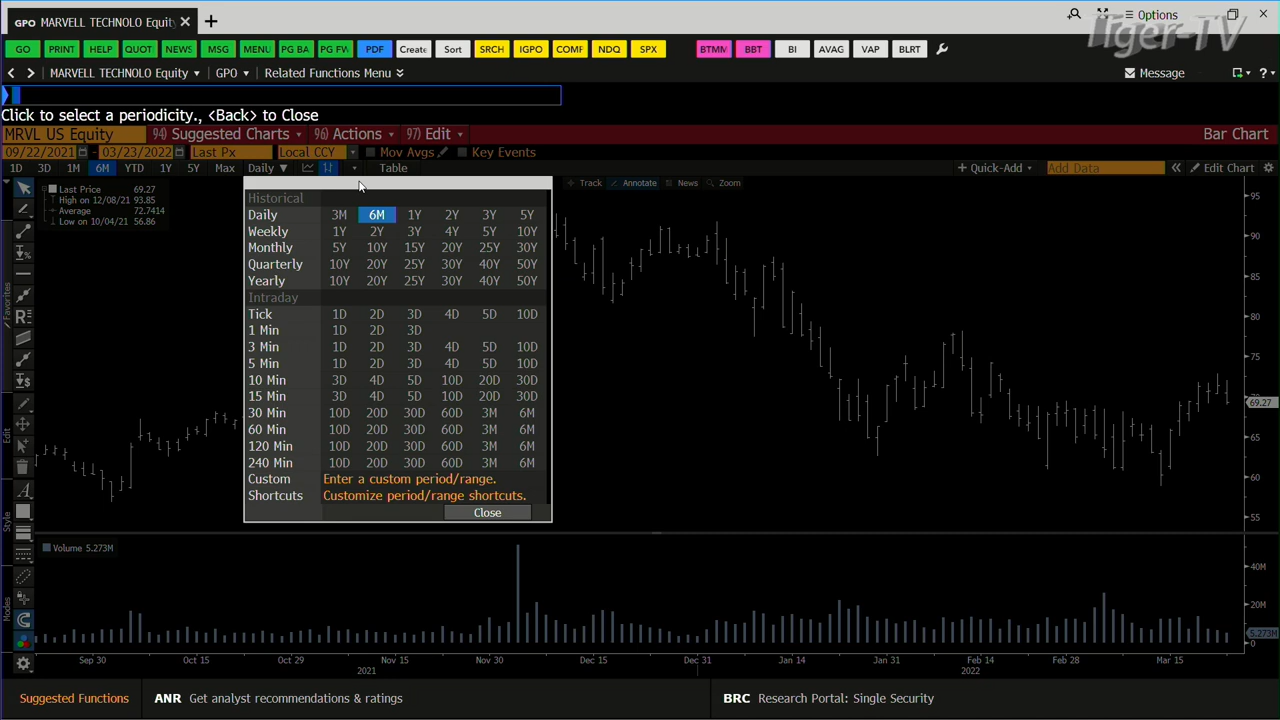 GPO MARVELL TECHNOLO Equity
Options
Tiger-TV
GO PRINT HELP QUOT NEWS MSG MENU PG BA PG FW PDF Create Sort SRCH IGPO COMF NDQ SPX BTMM BBT BI AVAG VAP BLRT
MARVELL TECHNOLO Equity GPO Related Functions Menu Message ?
Click to select a periodicity., <Back> to Close
MRVL US Equity 94) Suggested Charts 96) Actions 97) Edit Bar Chart
09/22/2021 - 03/23/2022 Last Px Local CCY Mov Avgs Key Events
1D 3D 1M 6M YTD 1Y 5Y Max Daily Table + Quick-Add Add Data Edit Chart
Track Annotate News Zoom
Last Price 69.27
High on 12/08/21 93.85
Average 72.7414
Low on 10/04/21 56.86
Historical
Daily 3M 6M 1Y 2Y 3Y 5Y
Weekly 1Y 2Y 3Y 4Y 5Y 10Y
Monthly 5Y 10Y 15Y 20Y 25Y 30Y
Quarterly 10Y 20Y 25Y 30Y 40Y 50Y
Yearly 10Y 20Y 25Y 30Y 40Y 50Y
Intraday
Tick 1D 2D 3D 4D 5D 10D
1 Min 1D 2D 3D
3 Min 1D 2D 3D 4D 5D 10D
5 Min 1D 2D 3D 4D 5D 10D
10 Min 3D 4D 5D 10D 20D 30D
15 Min 3D 4D 5D 10D 20D 30D
30 Min 10D 20D 30D 60D 3M 6M
60 Min 10D 20D 30D 60D 3M 6M
120 Min 10D 20D 30D 60D 3M 6M
240 Min 10D 20D 30D 60D 3M 6M
Custom Enter a custom period/range.
Shortcuts Customize period/range shortcuts.
Close
95
90
85
80
75
69.27
65
60
55
Favorites
Edit
Style
Modes
Volume 5.273M
40M
20M
5.273M
0
Sep 30 Oct 15 Oct 29 Nov 15 Nov 30 Dec 15 Dec 31 Jan 14 Jan 31 Feb 14 Feb 28 Mar 15
2021 2022
Suggested Functions ANR Get analyst recommendations & ratings BRC Research Portal: Single Security